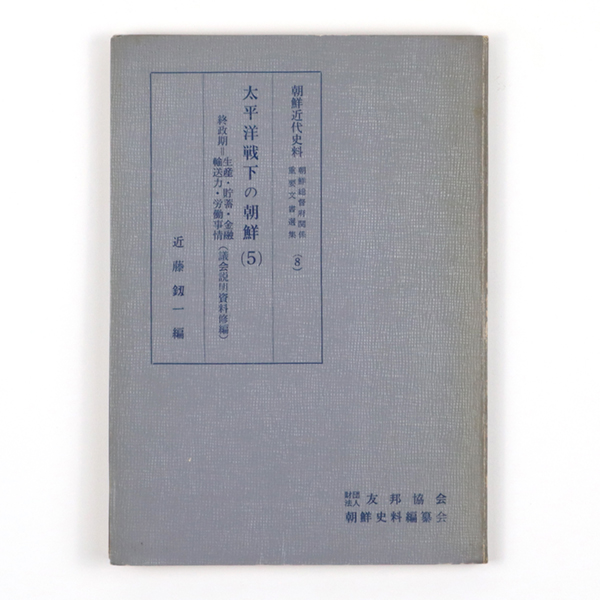 朝鮮近代史料 朝鮮総督府関係
重要文書選集 (8)
太平洋戦下の朝鮮 (5)
終政期=生産・貯蓄・金融
輸送力・労働事情 (議会説明資料修編)
近藤釼一編
財団法人 友邦協会
朝鮮史料編纂会